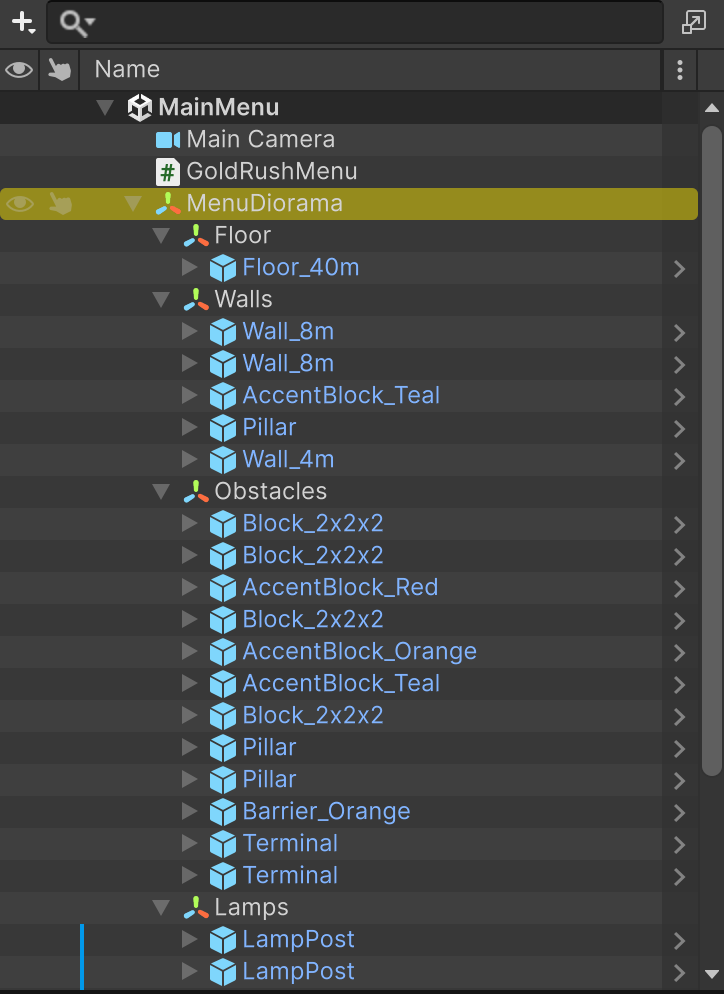 Name
MainMenu
Main Camera
GoldRushMenu
MenuDiorama
Floor
Floor_40m
Walls
Wall_8m
Wall_8m
AccentBlock_Teal
Pillar
Wall_4m
Obstacles
Block_2x2x2
Block_2x2x2
AccentBlock_Red
Block_2x2x2
AccentBlock_Orange
AccentBlock_Teal
Block_2x2x2
Pillar
Pillar
Barrier_Orange
Terminal
Terminal
Lamps
LampPost
LampPost